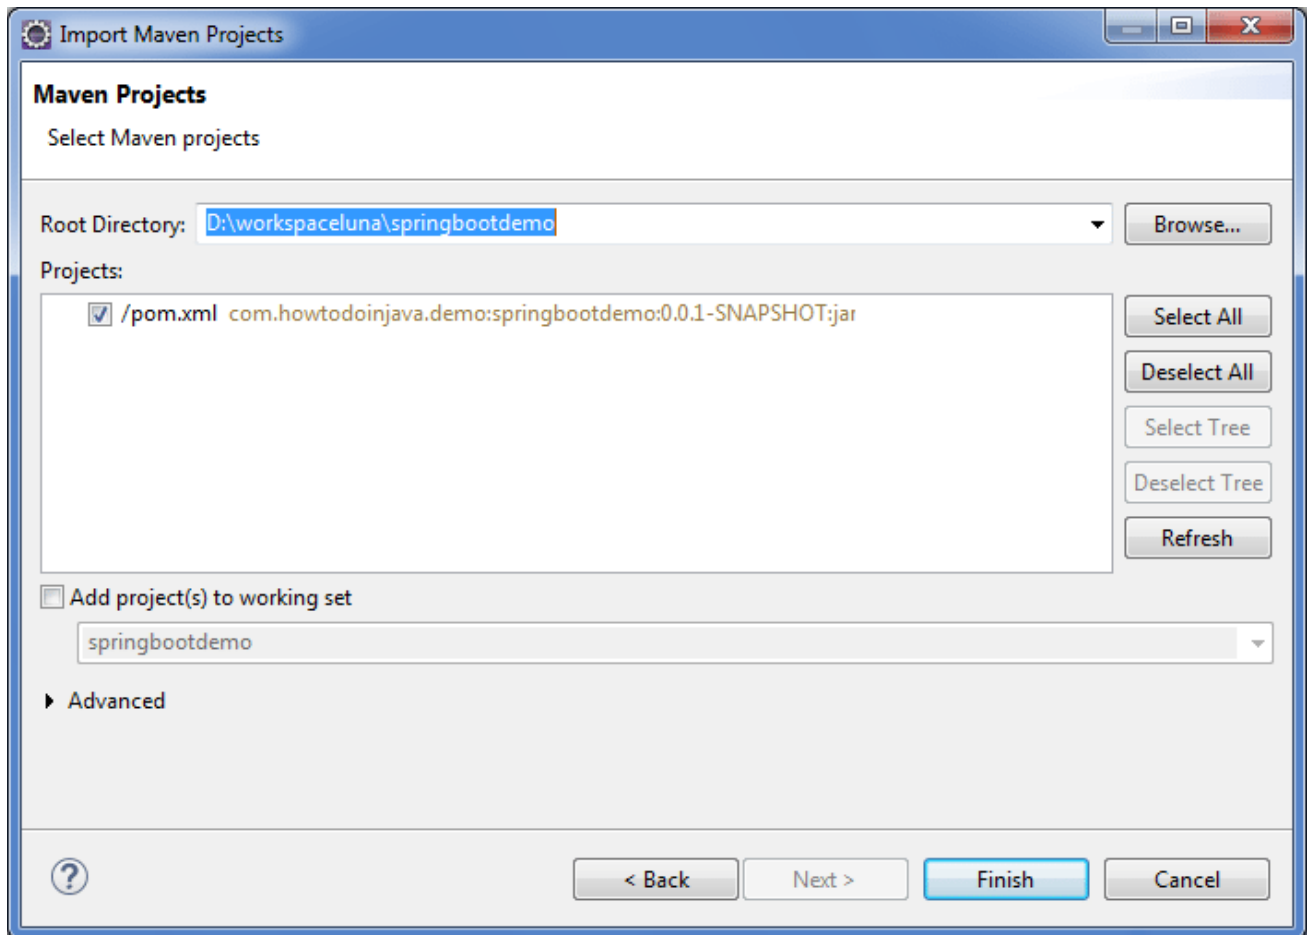 Import Maven Projects
Maven Projects
Select Maven projects
Root Directory: D:\workspaceluna\springbootdemo Browse...
Projects:
/pom.xml com.howtodoinjava.demo:springbootdemo:0.0.1-SNAPSHOT:jar
Select All
Deselect All
Select Tree
Deselect Tree
Refresh
Add project(s) to working set
springbootdemo
Advanced
? < Back Next > Finish Cancel